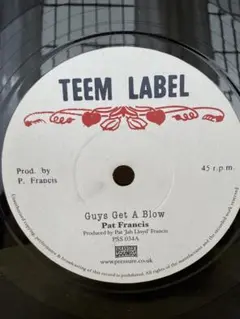 TEEM LABEL
Prod. by
P. Francis
45 r.p.m.
Guys Get A Blow
Pat Francis
Produced by Pat 'Jah Lloyd' Francis
PSS 034A
www.pressure.co.uk